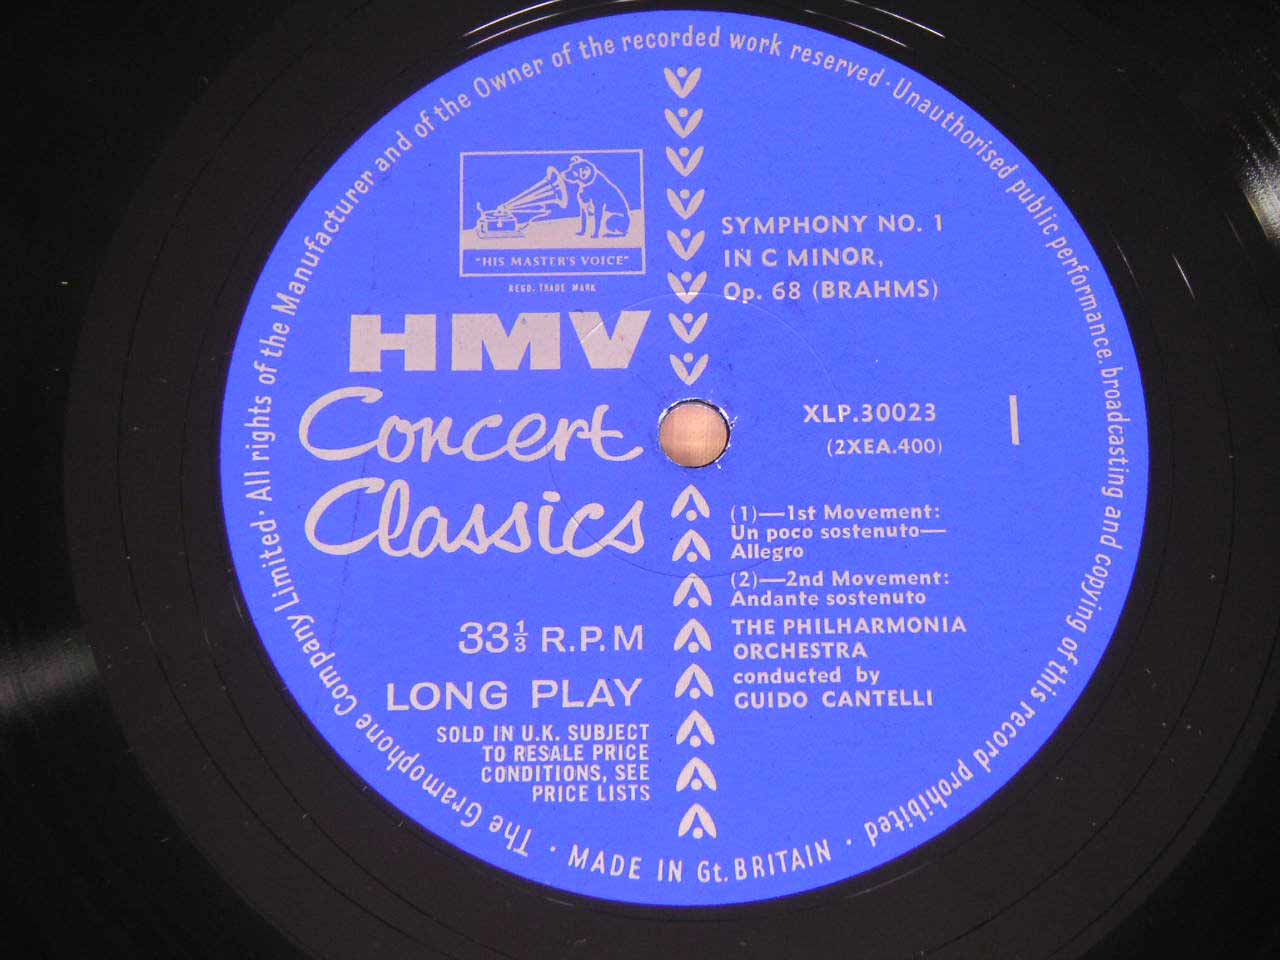 All rights of the Manufacturer and of the Owner of the recorded work reserved · Unauthorised public performance, broadcasting and copying of this record prohibited ·
"HIS MASTER'S VOICE"
REGD. TRADE MARK
HMV
Concert
Classics
33⅓ R.P.M
LONG PLAY
SOLD IN U.K. SUBJECT
TO RESALE PRICE
CONDITIONS, SEE
PRICE LISTS
SYMPHONY NO. 1
IN C MINOR,
Op. 68 (BRAHMS)
XLP.30023
(2XEA.400)
1
(1)—1st Movement:
Un poco sostenuto—
Allegro
(2)—2nd Movement:
Andante sostenuto
THE PHILHARMONIA
ORCHESTRA
conducted by
GUIDO CANTELLI
The Gramophone Company Limited ·
· MADE IN Gt. BRITAIN ·